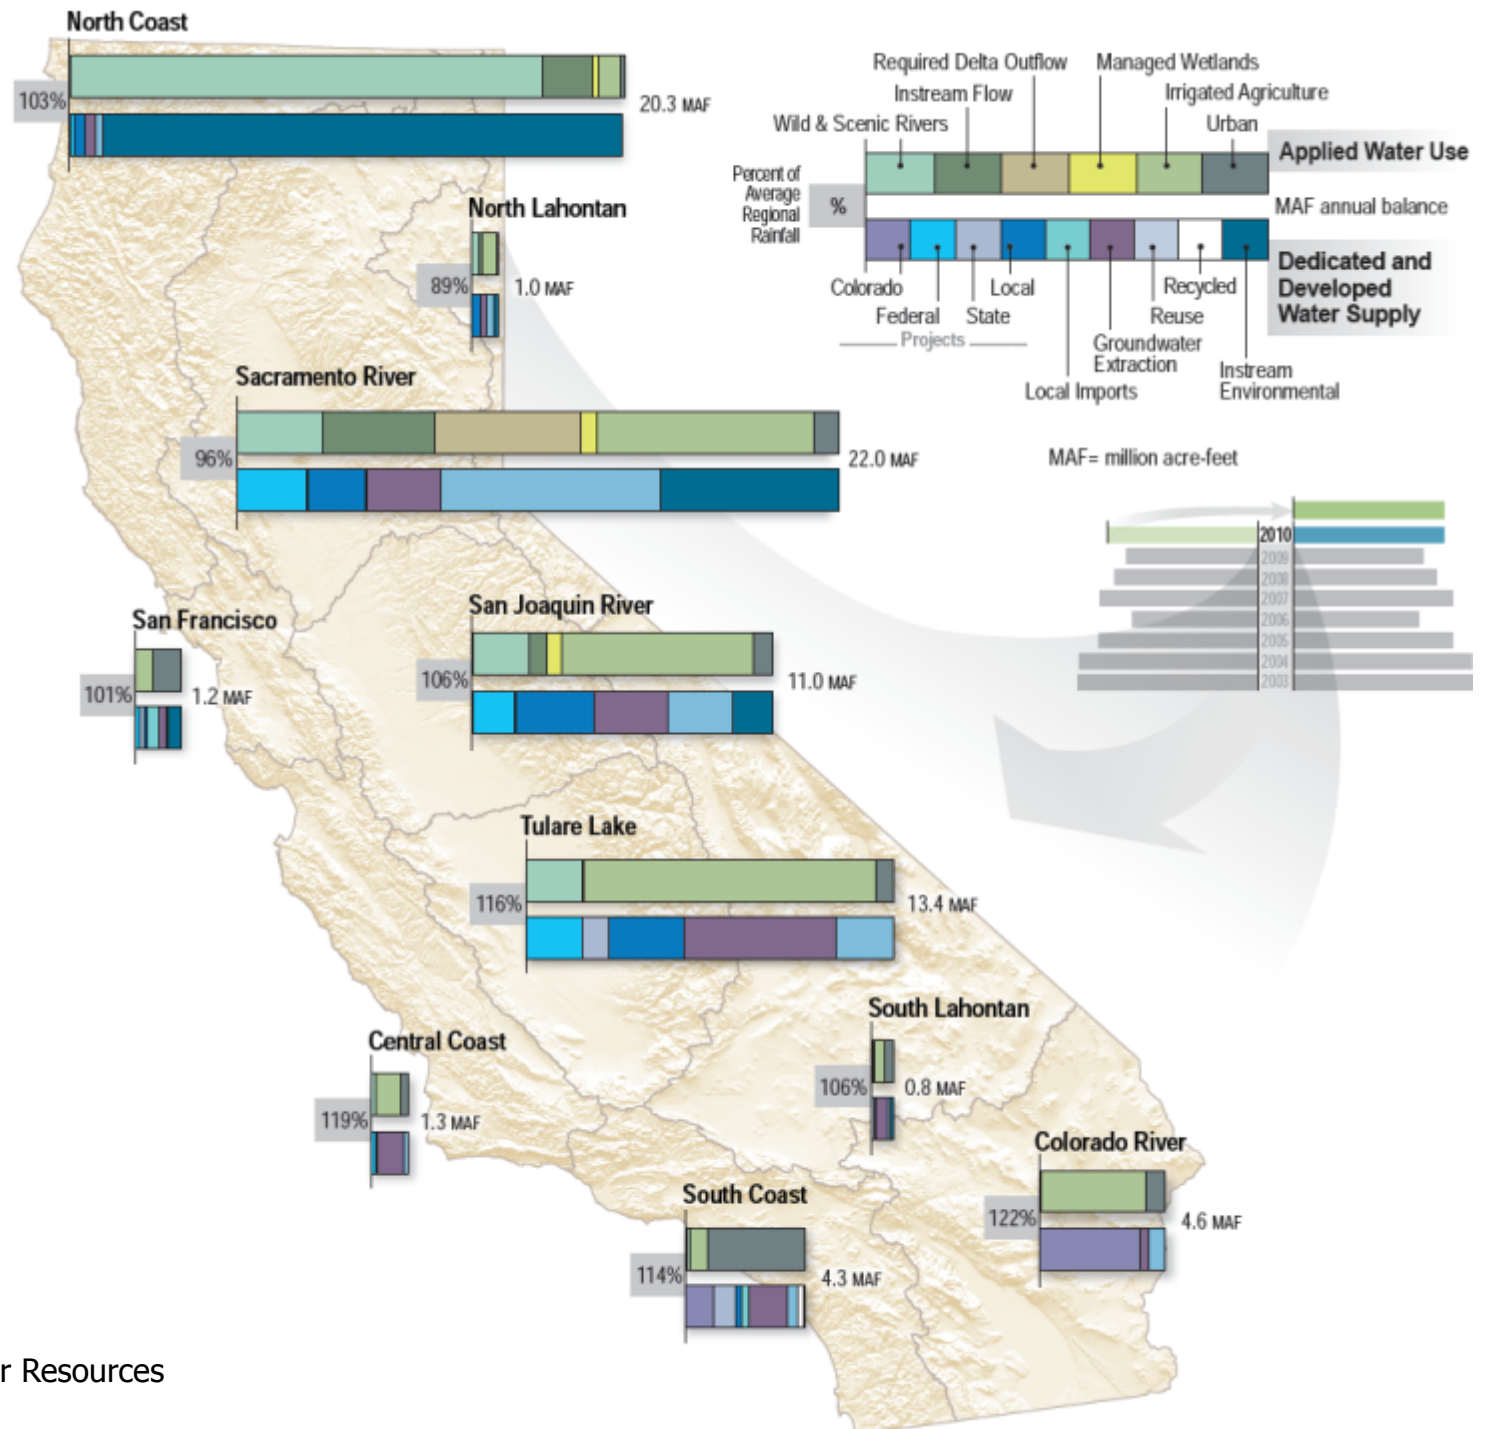 North Coast
103%
20.3 MAF
North Lahontan
89%
1.0 MAF
Sacramento River
96%
22.0 MAF
San Francisco
101%
1.2 MAF
San Joaquin River
106%
11.0 MAF
Tulare Lake
116%
13.4 MAF
Central Coast
119%
1.3 MAF
South Lahontan
106%
0.8 MAF
South Coast
114%
4.3 MAF
Colorado River
122%
4.6 MAF
Required Delta Outflow
Managed Wetlands
Instream Flow
Irrigated Agriculture
Wild & Scenic Rivers
Urban
Applied Water Use
Percent of
Average
Regional
Rainfall
%
MAF annual balance
Dedicated and
Developed
Water Supply
Colorado
Local
Recycled
Federal
State
Reuse
Projects
Groundwater
Extraction
Instream
Environmental
Local Imports
MAF= million acre-feet
2010
2009
2008
2007
2006
2005
2004
2003
r Resources